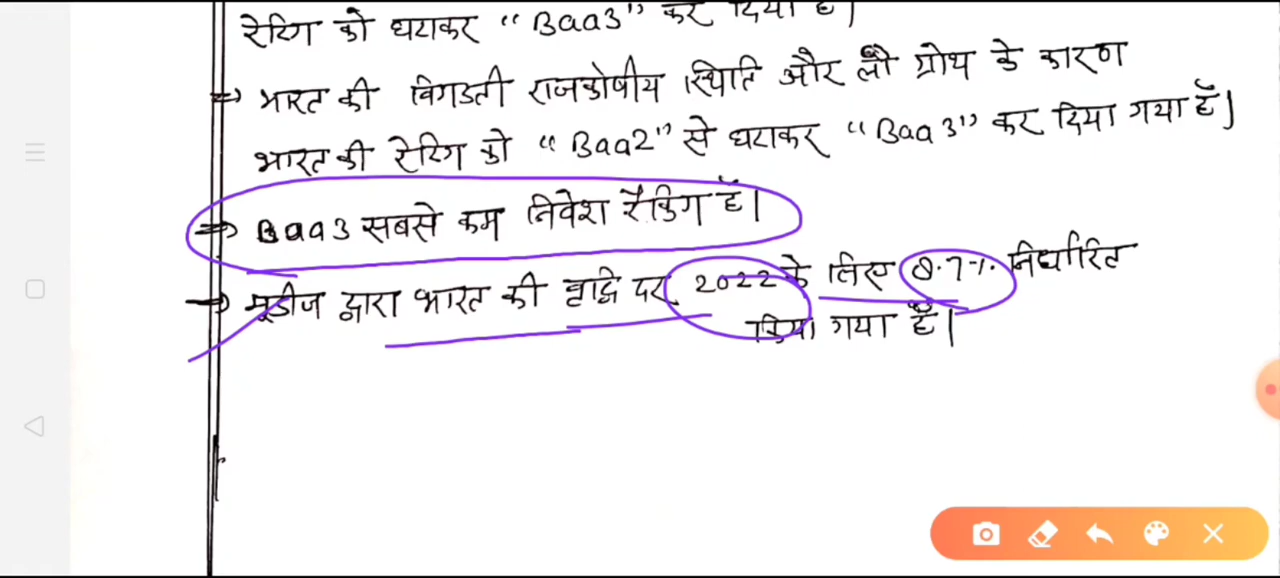 रेटिंग को घटाकर “Baa3” कर दिया है।
⇒ भारत की बिगडती राजकोषीय स्थिति और लो ग्रोथ के कारण
भारत की रेटिंग को “Baa2” से घटाकर “Baa3” कर दिया गया है।
⇒ Baa3 सबसे कम निवेश रैंकिंग है।
→ मूडीज द्वारा भारत की वृद्धि दर 2022 के लिए 8.7% निर्धारित
किया गया है।